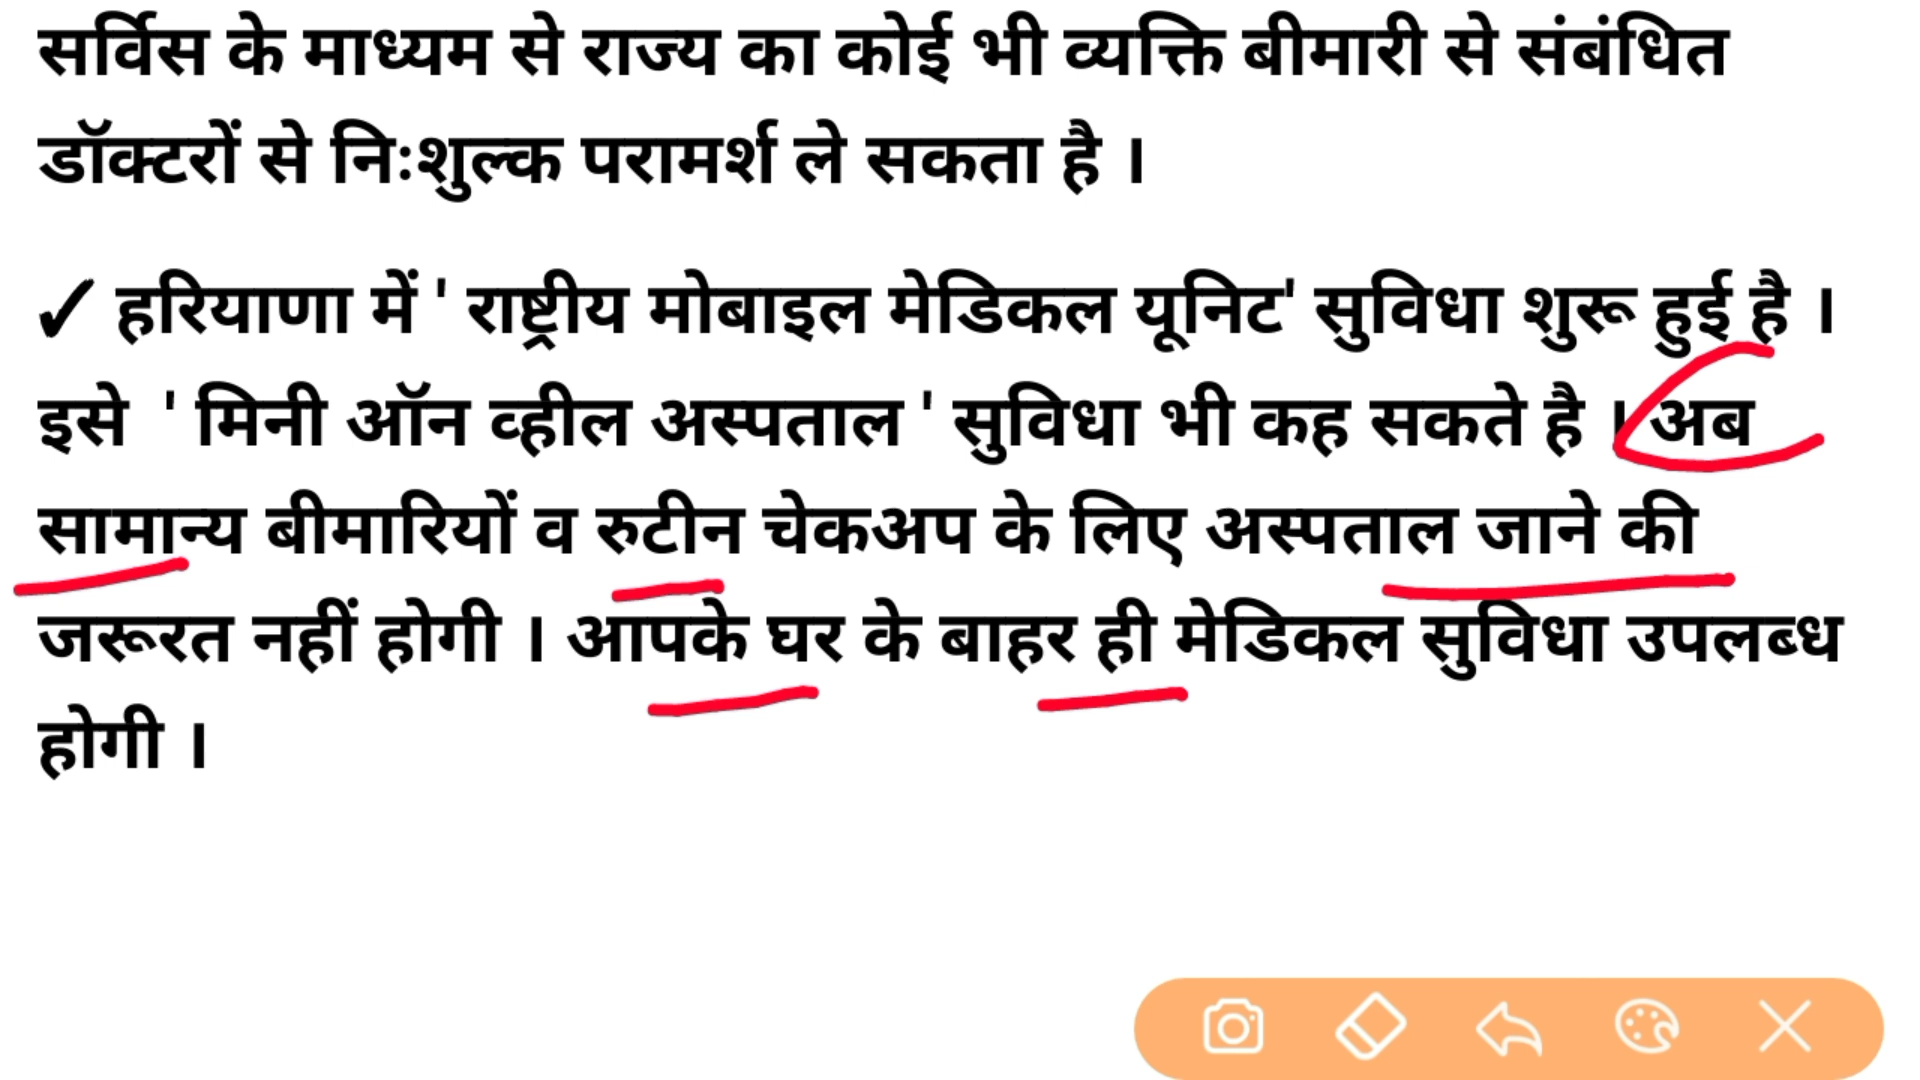 सर्विस के माध्यम से राज्य का कोई भी व्यक्ति बीमारी से संबंधित
डॉक्टरों से निःशुल्क परामर्श ले सकता है ।
✓ हरियाणा में ' राष्ट्रीय मोबाइल मेडिकल यूनिट' सुविधा शुरू हुई है ।
इसे ' मिनी ऑन व्हील अस्पताल ' सुविधा भी कह सकते है । अब
सामान्य बीमारियों व रुटीन चेकअप के लिए अस्पताल जाने की
जरूरत नहीं होगी । आपके घर के बाहर ही मेडिकल सुविधा उपलब्ध
होगी ।